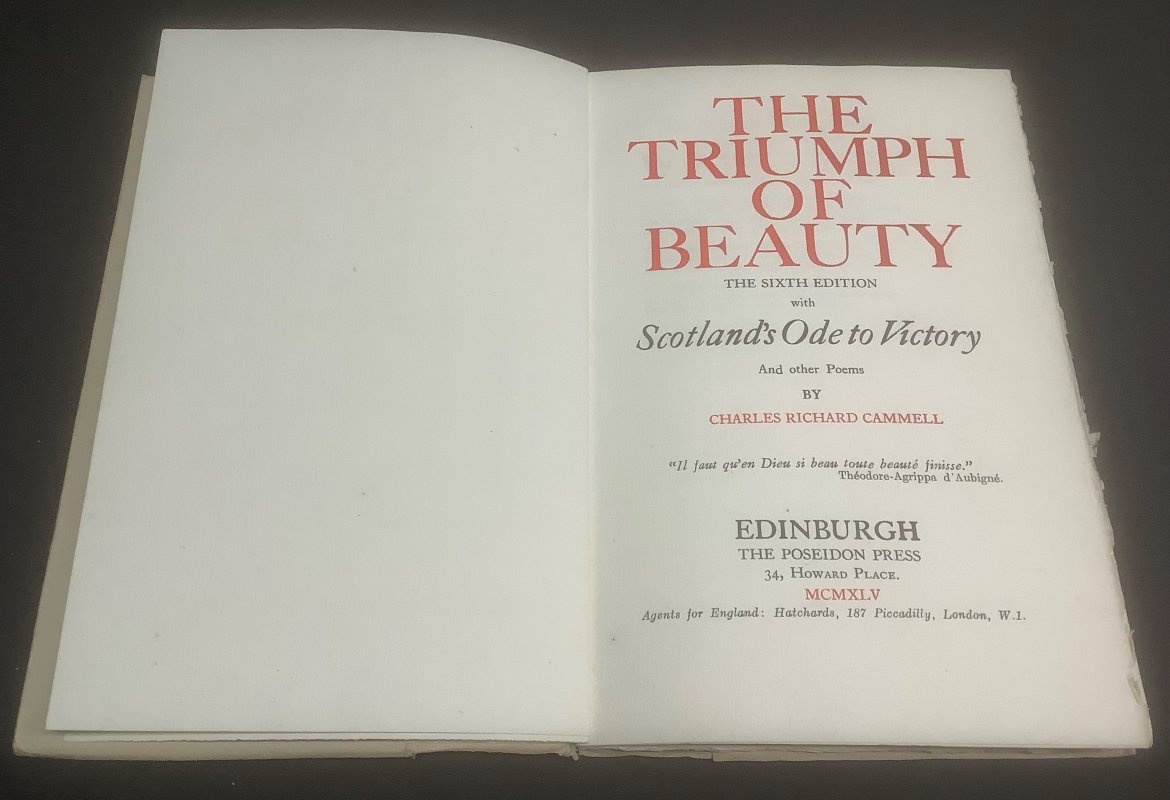 THE
TRIUMPH
OF
BEAUTY
THE SIXTH EDITION
with
Scotland's Ode to Victory
And other Poems
BY
CHARLES RICHARD CAMMELL
"Il faut qu'en Dieu si beau toute beauté finisse."
Théodore-Agrippa d'Aubigné.
EDINBURGH
THE POSEIDON PRESS
34, HOWARD PLACE.
MCMXLV
Agents for England: Hatchards, 187 Piccadilly, London, W.1.